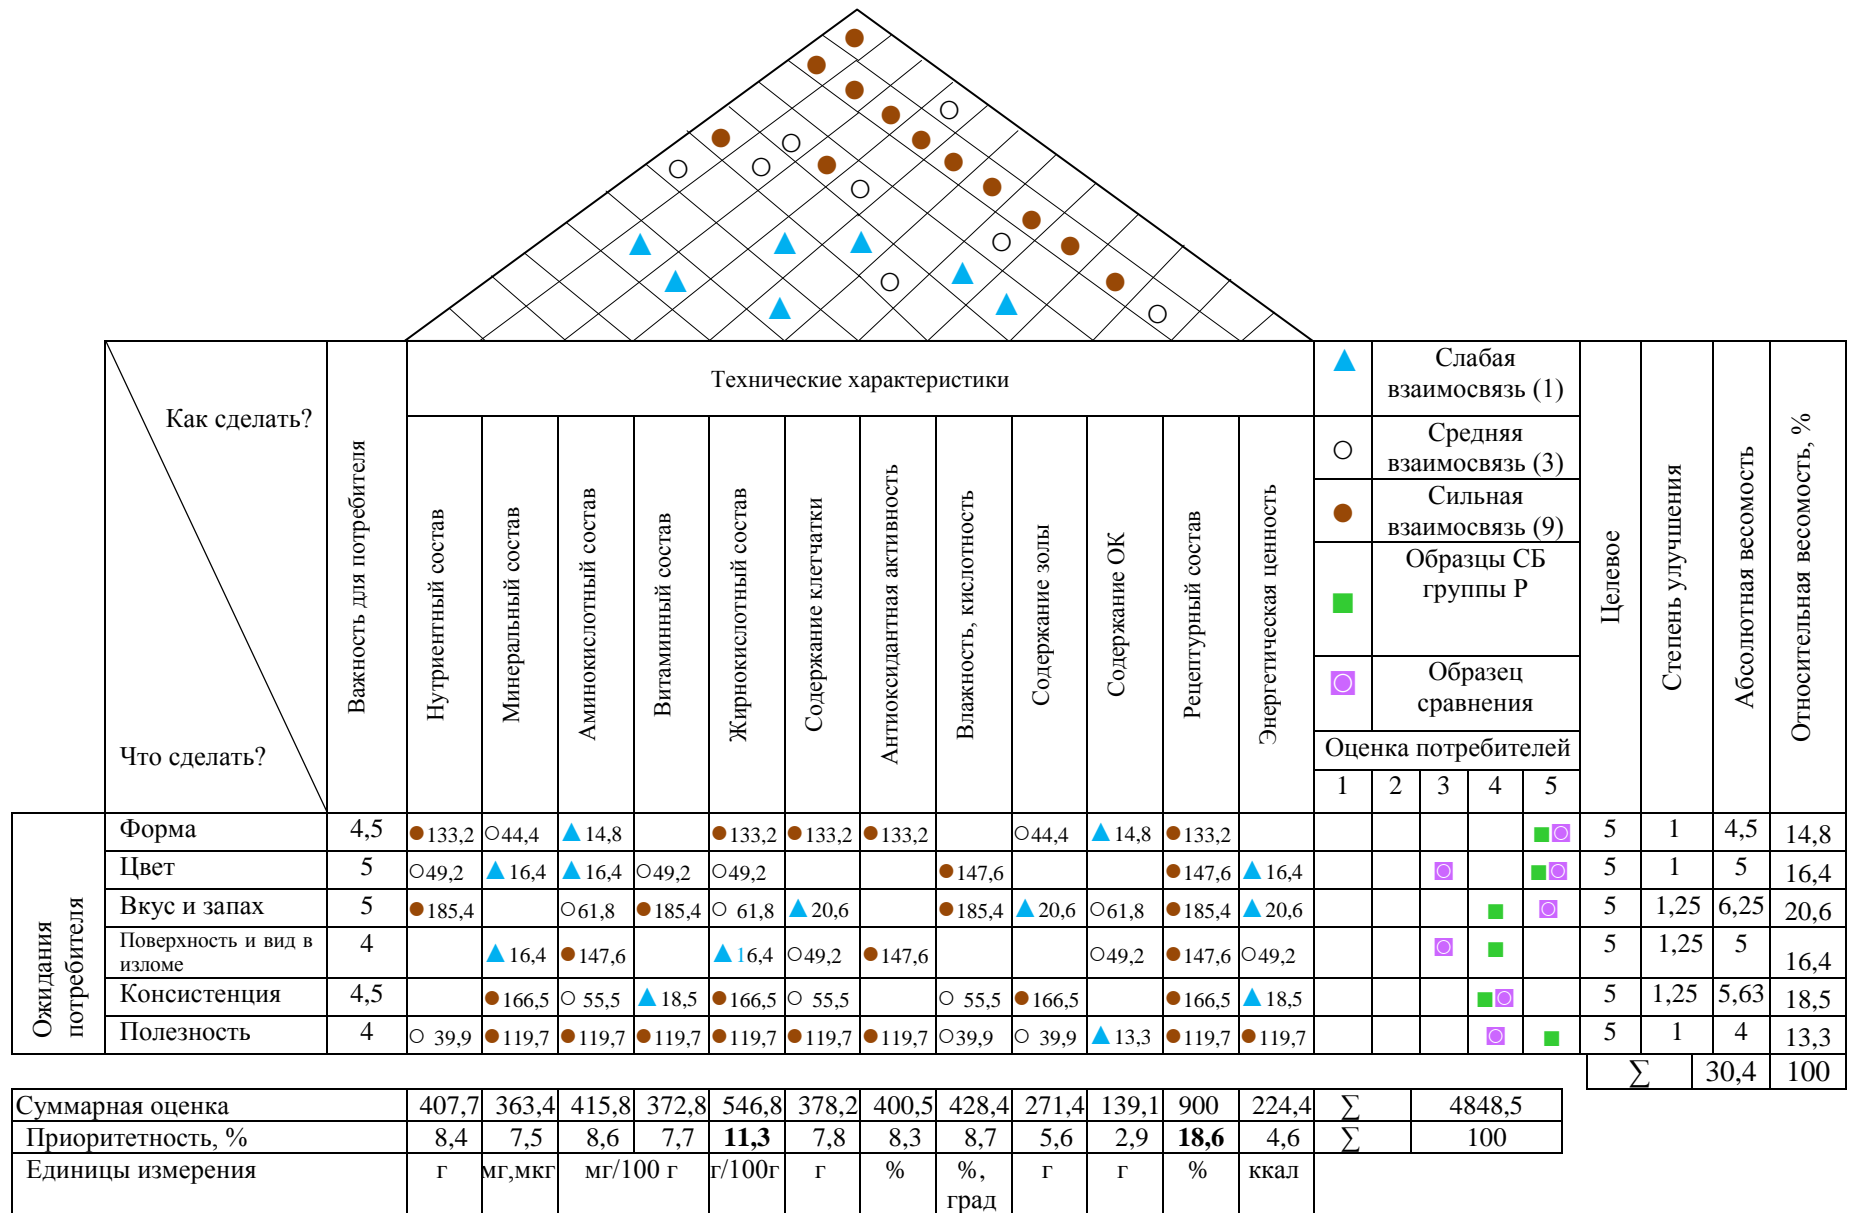 Как сделать?
Что сделать?
Важность для потребителя
Технические характеристики
Нутриентный состав
Минеральный состав
Аминокислотный состав
Витаминный состав
Жирнокислотный состав
Содержание клетчатки
Антиоксидантная активность
Влажность, кислотность
Содержание золы
Содержание ОК
Рецептурный состав
Энергетическая ценность
Слабая
взаимосвязь (1)
Средняя
взаимосвязь (3)
Сильная
взаимосвязь (9)
Образцы СБ
группы Р
Образец
сравнения
Оценка потребителей
1 2 3 4 5
Целевое
Степень улучшения
Абсолютная весомость
Относительная весомость, %
Ожидания
потребителя
Форма 4,5 133,2 44,4 14,8 133,2 133,2 133,2 44,4 14,8 133,2 5 1 4,5 14,8
Цвет 5 49,2 16,4 16,4 49,2 49,2 147,6 147,6 16,4 5 1 5 16,4
Вкус и запах 5 185,4 61,8 185,4 61,8 20,6 185,4 20,6 61,8 185,4 20,6 5 1,25 6,25 20,6
Поверхность и вид в
изломе 4 16,4 147,6 16,4 49,2 147,6 49,2 147,6 49,2 5 1,25 5 16,4
Консистенция 4,5 166,5 55,5 18,5 166,5 55,5 55,5 166,5 166,5 18,5 5 1,25 5,63 18,5
Полезность 4 39,9 119,7 119,7 119,7 119,7 119,7 119,7 39,9 39,9 13,3 119,7 119,7 5 1 4 13,3
∑ 30,4 100
Суммарная оценка 407,7 363,4 415,8 372,8 546,8 378,2 400,5 428,4 271,4 139,1 900 224,4 ∑ 4848,5
Приоритетность, % 8,4 7,5 8,6 7,7 11,3 7,8 8,3 8,7 5,6 2,9 18,6 4,6 ∑ 100
Единицы измерения г мг,мкг мг/100 г г/100г г % %, г г % ккал
град